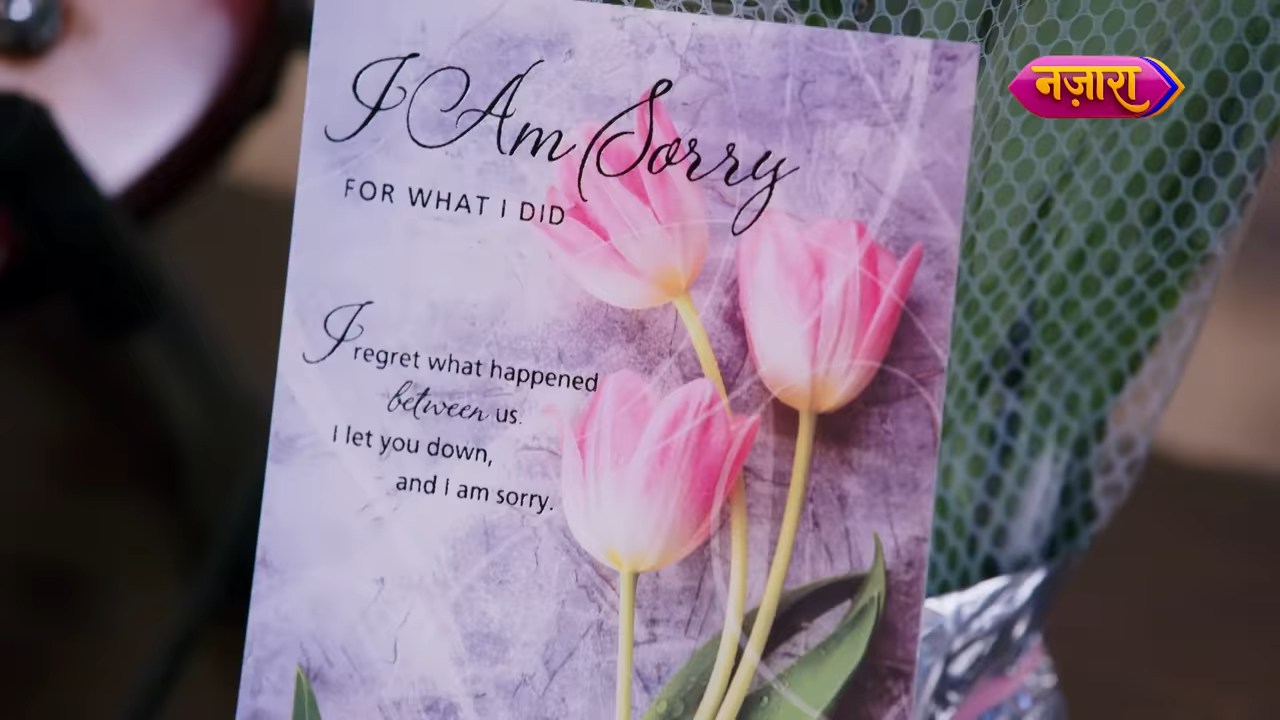 I Am Sorry
FOR WHAT I DID
I regret what happened
between us.
I let you down,
and I am sorry.
नज़ारा